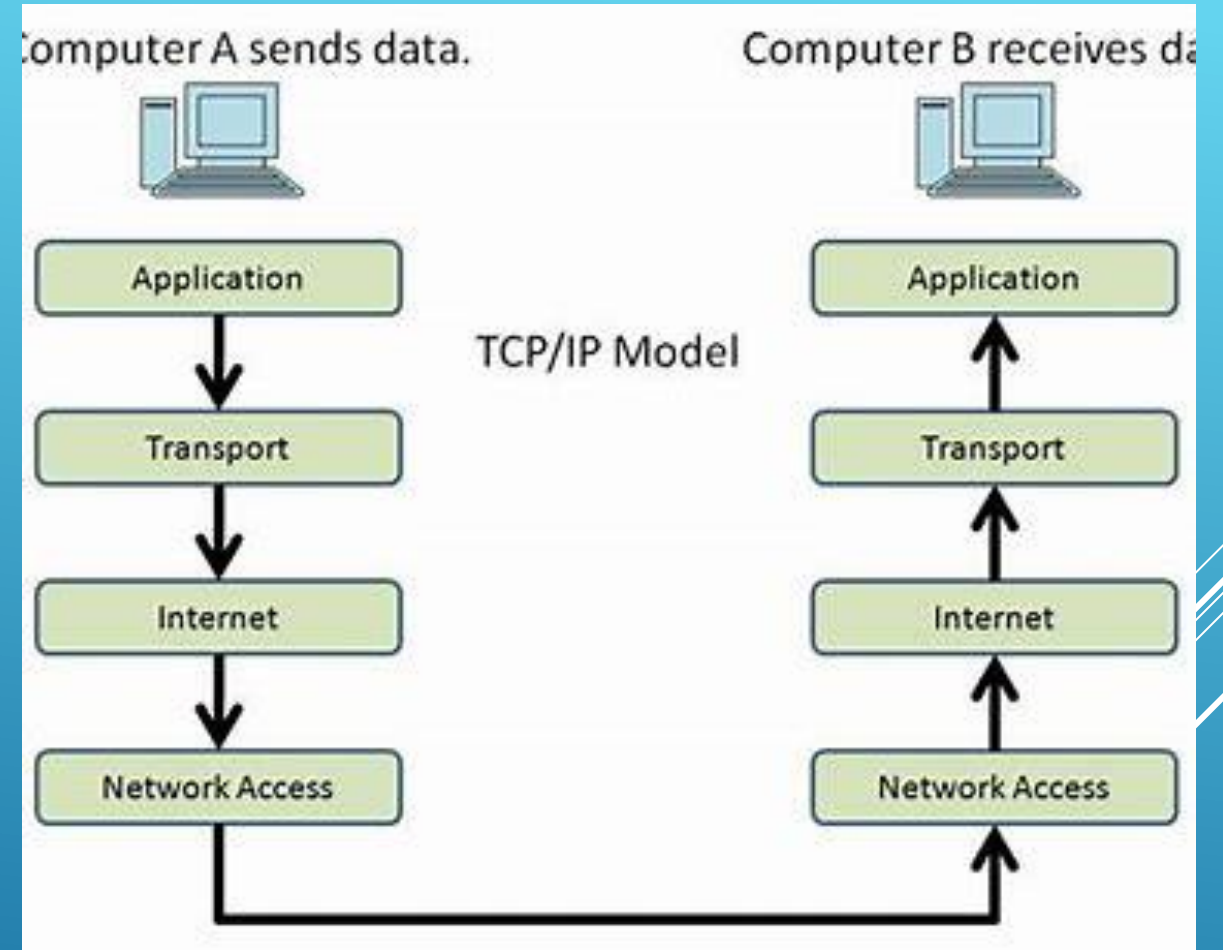 omputer A sends data.
Computer B receives da
Application
Application
TCP/IP Model
Transport
Transport
Internet
Internet
Network Access
Network Access